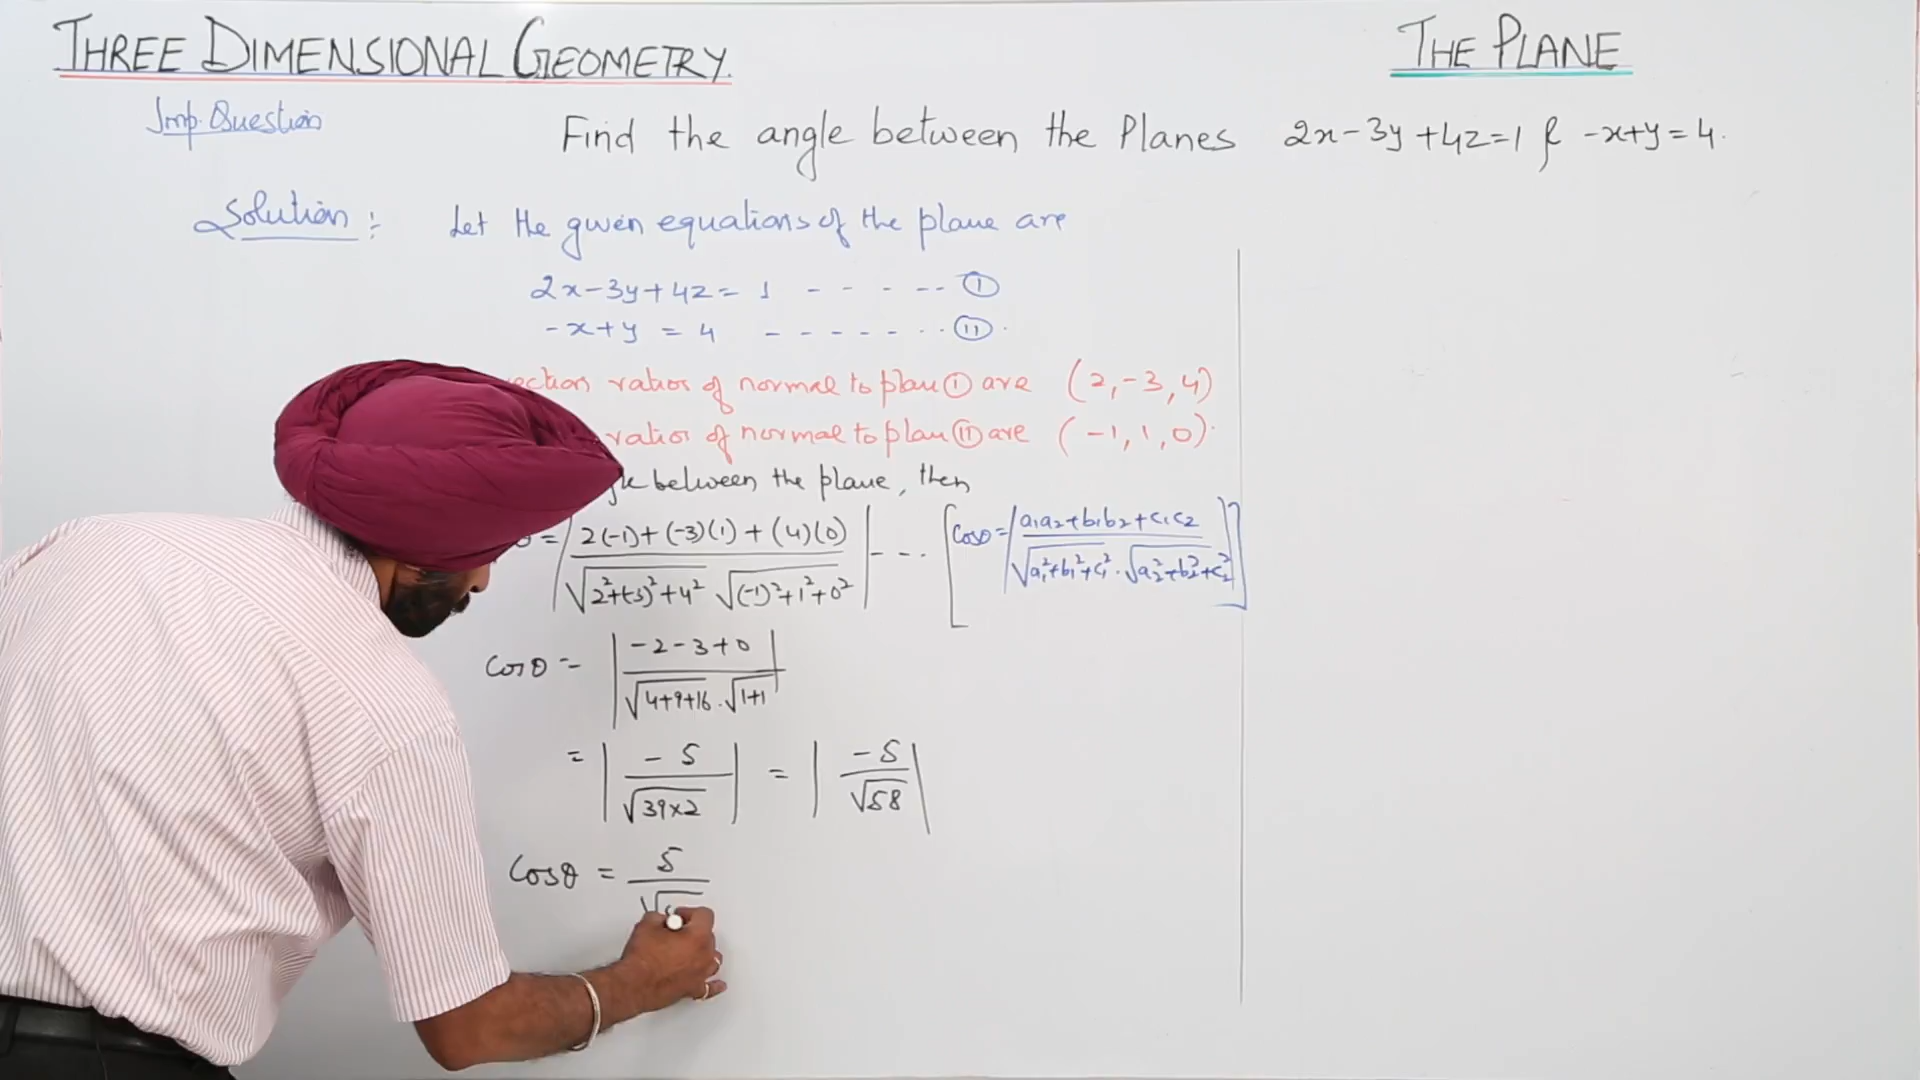 THREE DIMENSIONAL GEOMETRY.
THE PLANE
Imp. Question
Find the angle between the Planes 2x-3y+4z=1 & -x+y=4.
Solution :- Let the given equations of the plane are
2x-3y+4z= 1 - - - - -- (I)
-x+y = 4 - - - - - - -- (II).
ection ratios of normal to plan (I) are (2,-3,4)
ratios of normal to plan (II) are (-1,1,0).
gle between the plane, then
θ = |2(-1)+(-3)(1)+(4)(0) / √2²+(-3)²+4² √(-1)²+1²+0²| - - -. [Cosθ=|a₁a₂+b₁b₂+c₁c₂ / √a₁²+b₁²+c₁² . √a₂²+b₂²+c₂²|]
Cosθ = |-2-3+0 / √4+9+16 . √1+1|
= |-5 / √39×2| = |-5 / √58|
Cosθ = 5 / √